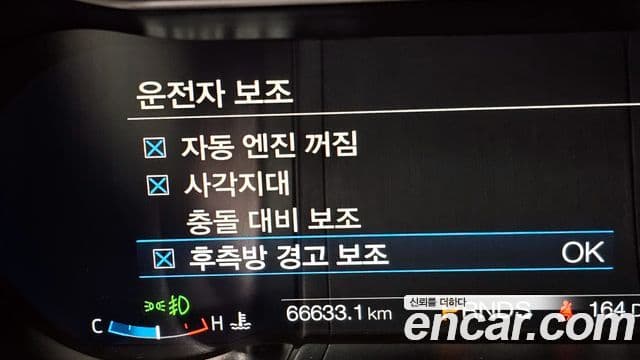 운전자 보조
자동 엔진 꺼짐
사각지대
충돌 대비 보조
후측방 경고 보조 OK
C H 66633.1 km 164
신뢰를 더하다
encar.com